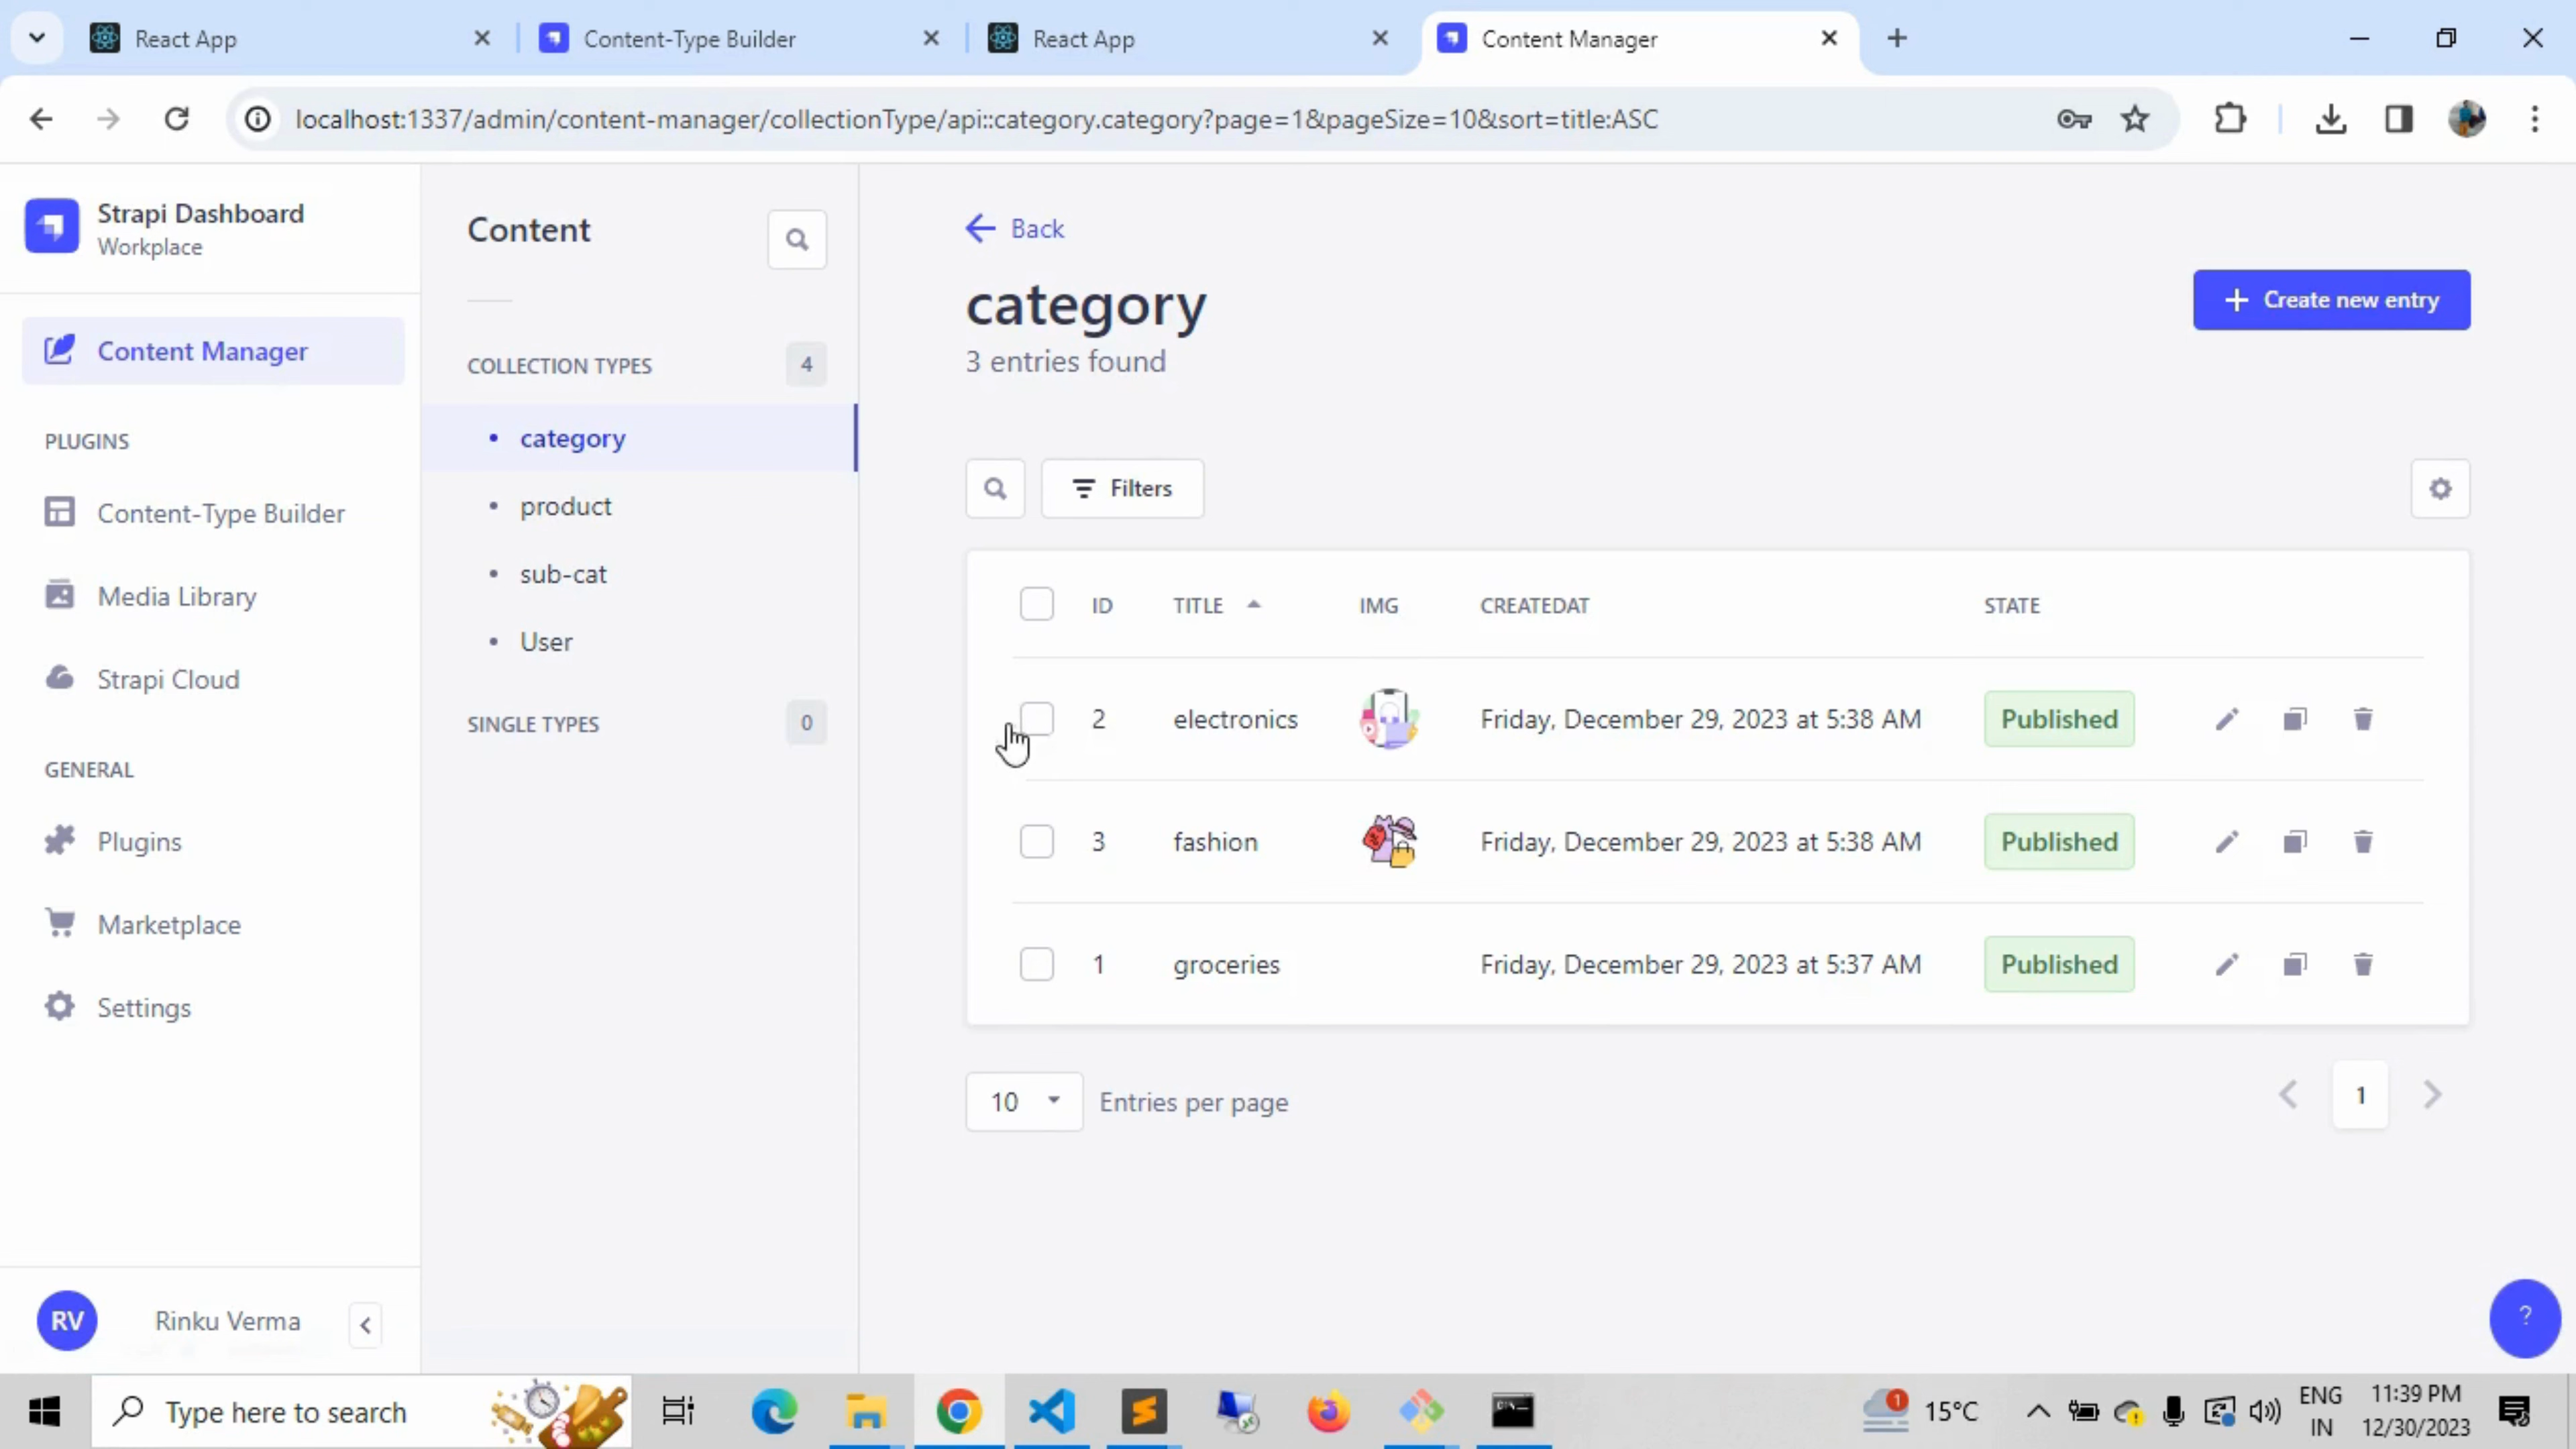 React App
Content-Type Builder
React App
Content Manager
localhost:1337/admin/content-manager/collectionType/api::category.category?page=1&pageSize=10&sort=title:ASC
Strapi Dashboard
Workplace
Content Manager
PLUGINS
Content-Type Builder
Media Library
Strapi Cloud
GENERAL
Plugins
Marketplace
Settings
RV
Rinku Verma
Content
COLLECTION TYPES 4
category
product
sub-cat
User
SINGLE TYPES 0
Back
category
3 entries found
Create new entry
Filters
ID TITLE IMG CREATEDAT STATE
2 electronics Friday, December 29, 2023 at 5:38 AM Published
3 fashion Friday, December 29, 2023 at 5:38 AM Published
1 groceries Friday, December 29, 2023 at 5:37 AM Published
10 Entries per page
1
?
Type here to search
1
15°C
ENG
IN
11:39 PM
12/30/2023